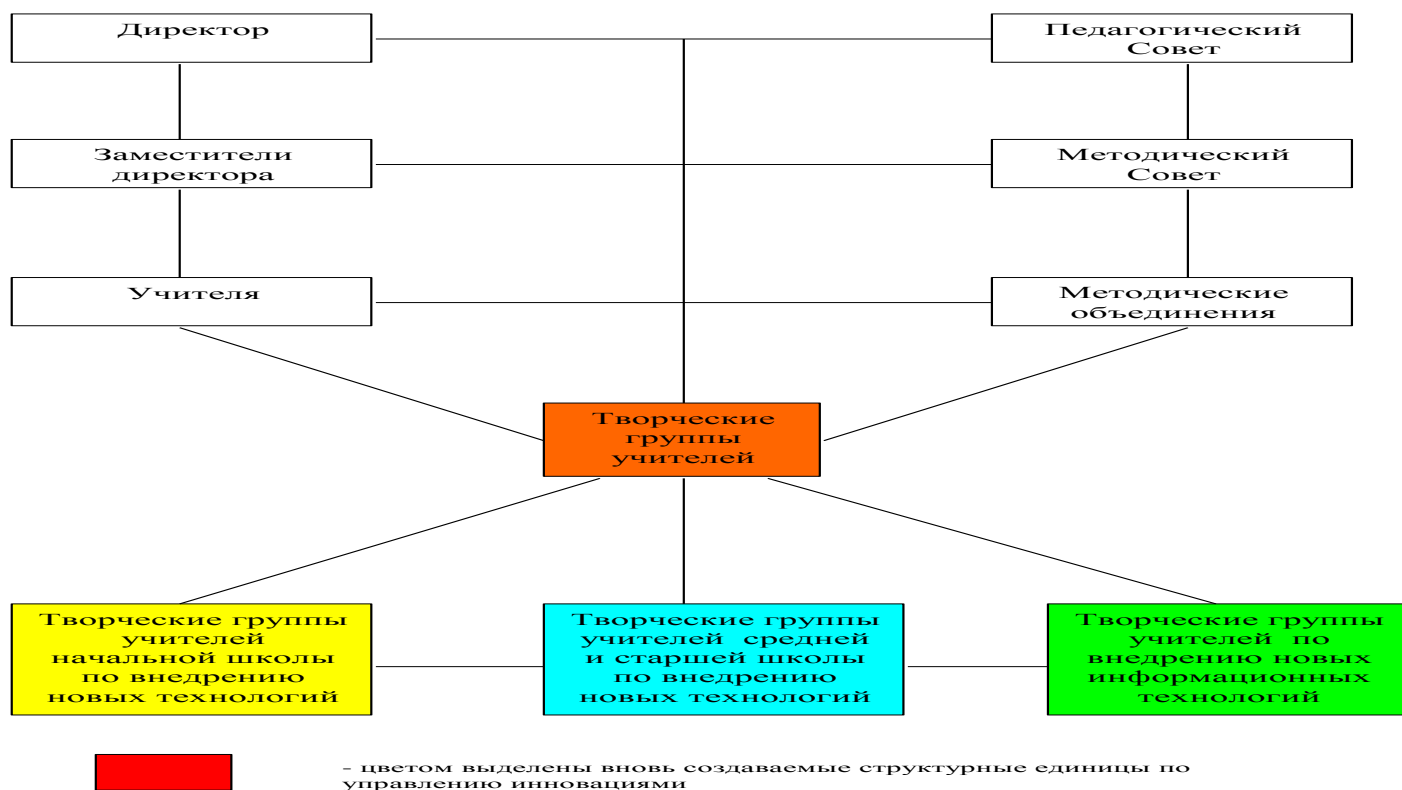 Директор
Педагогический
Совет
Заместители
директора
Методический
Совет
Учителя
Методические
объединения
Творческие
группы
учителей
Творческие группы
учителей
начальной школы
по внедрению
новых технологий
Творческие группы
учителей  средней
и старшей школы
по внедрению
новых технологий
Творческие группы
учителей  по
внедрению новых
информационных
технологий
- цветом выделены вновь создаваемые структурные единицы по
управлению инновациями